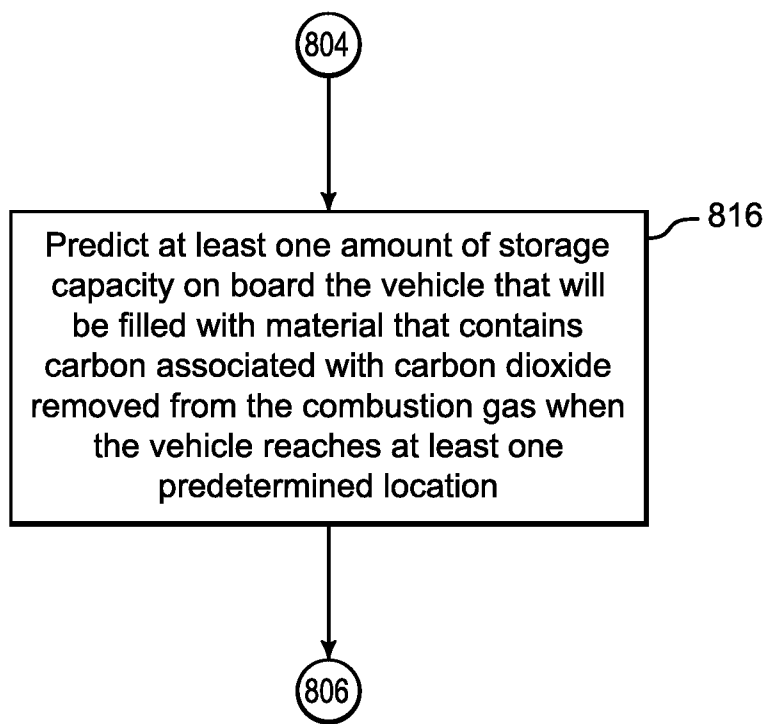 804
816
Predict at least one amount of storage
capacity on board the vehicle that will
be filled with material that contains
carbon associated with carbon dioxide
removed from the combustion gas when
the vehicle reaches at least one
predetermined location
806